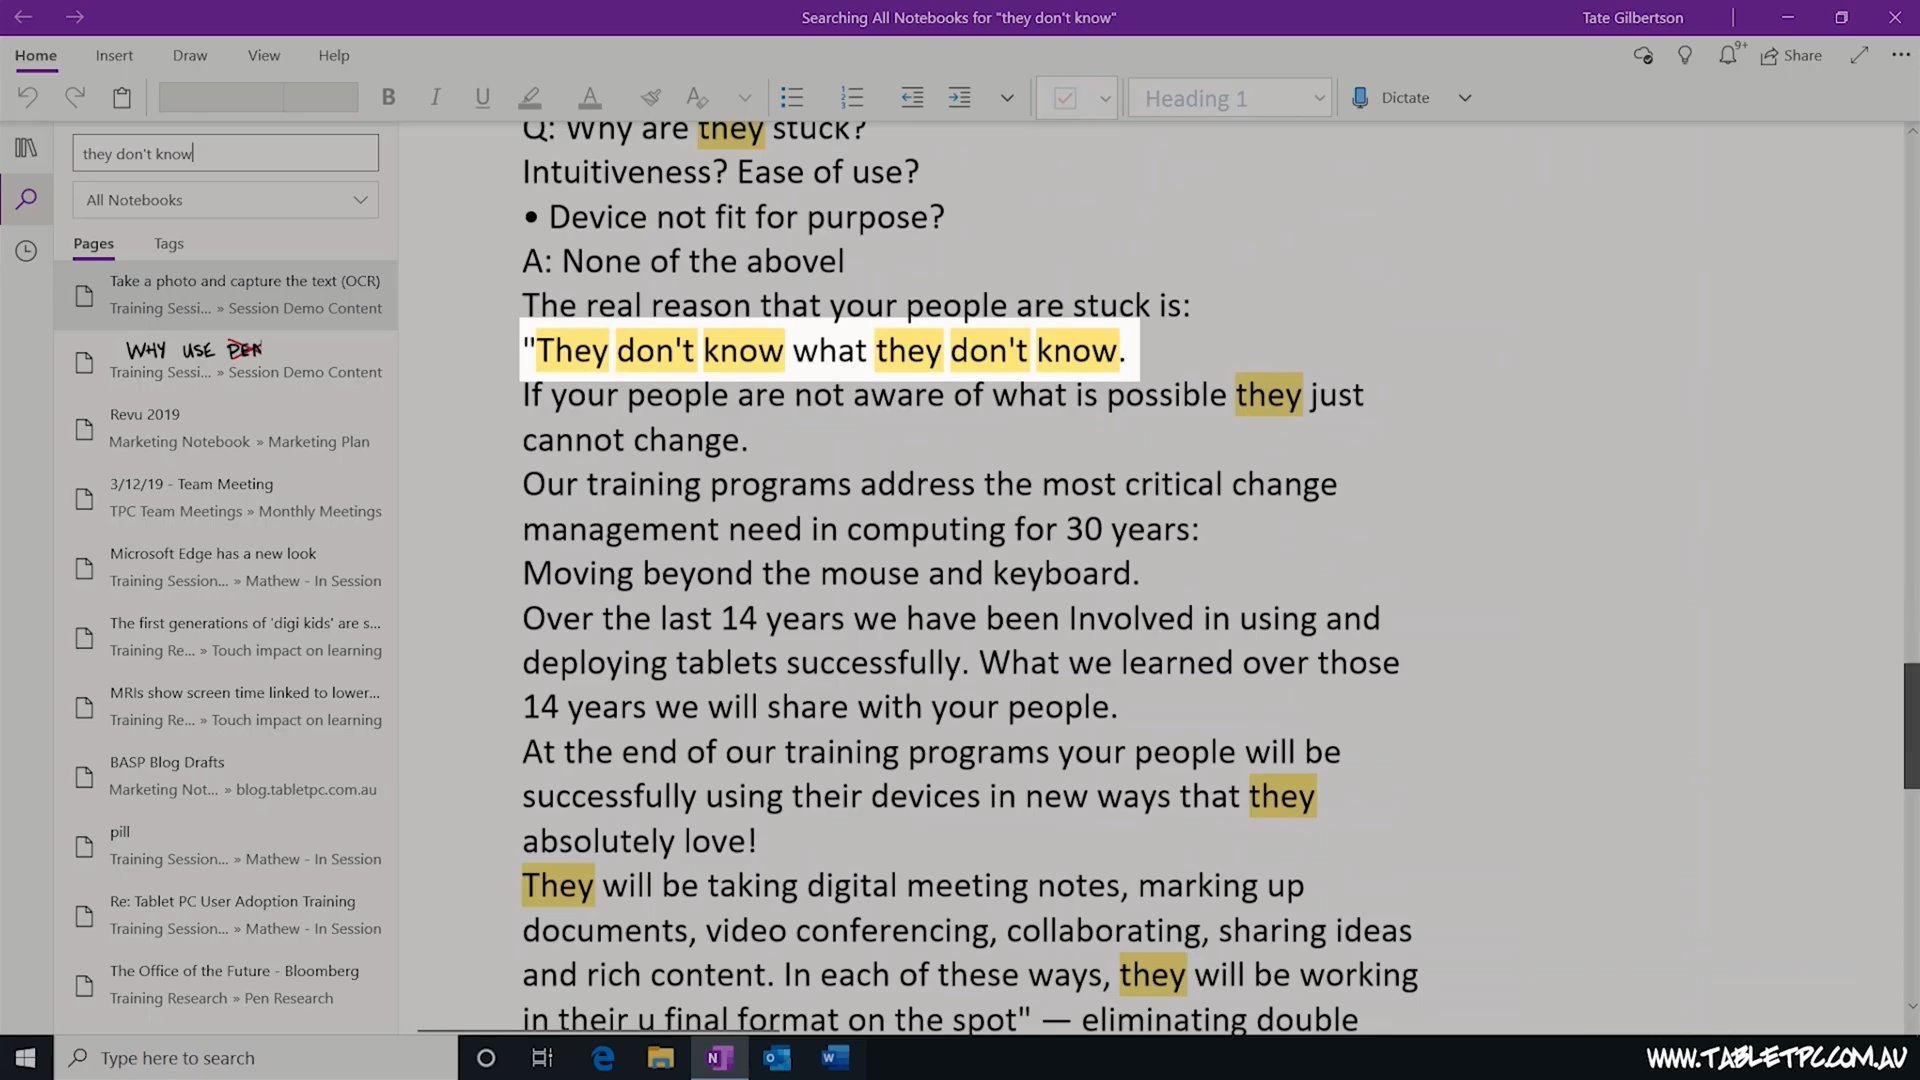 Searching All Notebooks for "they don't know"
Tate Gilbertson
Home
Insert
Draw
View
Help
9+
Share
B
I
U
A
A
Heading 1
Dictate
they don't know
All Notebooks
Pages
Tags
Take a photo and capture the text (OCR)
Training Sessi... » Session Demo Content
WHY USE PEN
Training Sessi... » Session Demo Content
Revu 2019
Marketing Notebook » Marketing Plan
3/12/19 - Team Meeting
TPC Team Meetings » Monthly Meetings
Microsoft Edge has a new look
Training Session... » Mathew - In Session
The first generations of 'digi kids' are s...
Training Re... » Touch impact on learning
MRIs show screen time linked to lower...
Training Re... » Touch impact on learning
BASP Blog Drafts
Marketing Not... » blog.tabletpc.com.au
pill
Training Session... » Mathew - In Session
Re: Tablet PC User Adoption Training
Training Session... » Mathew - In Session
The Office of the Future - Bloomberg
Training Research » Pen Research
Q: Why are they stuck?
Intuitiveness? Ease of use?
• Device not fit for purpose?
A: None of the abovel
The real reason that your people are stuck is:
"They don't know what they don't know.
If your people are not aware of what is possible they just
cannot change.
Our training programs address the most critical change
management need in computing for 30 years:
Moving beyond the mouse and keyboard.
Over the last 14 years we have been Involved in using and
deploying tablets successfully. What we learned over those
14 years we will share with your people.
At the end of our training programs your people will be
successfully using their devices in new ways that they
absolutely love!
They will be taking digital meeting notes, marking up
documents, video conferencing, collaborating, sharing ideas
and rich content. In each of these ways, they will be working
in their u final format on the spot" — eliminating double
Type here to search
WWW.TABLETPC.COM.AU